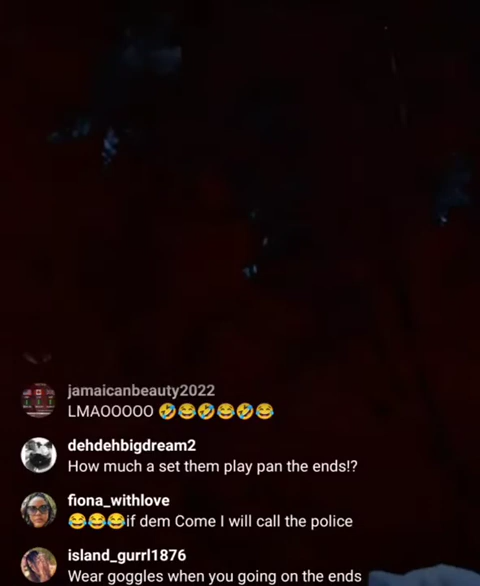 jamaicanbeauty2022
LMAOOOOO 🤣😂🤣😂🤣😂
dehdehbigdream2
How much a set them play pan the ends!?
fiona_withlove
😂😂😂if dem Come I will call the police
island_gurrl1876
Wear goggles when you going on the ends